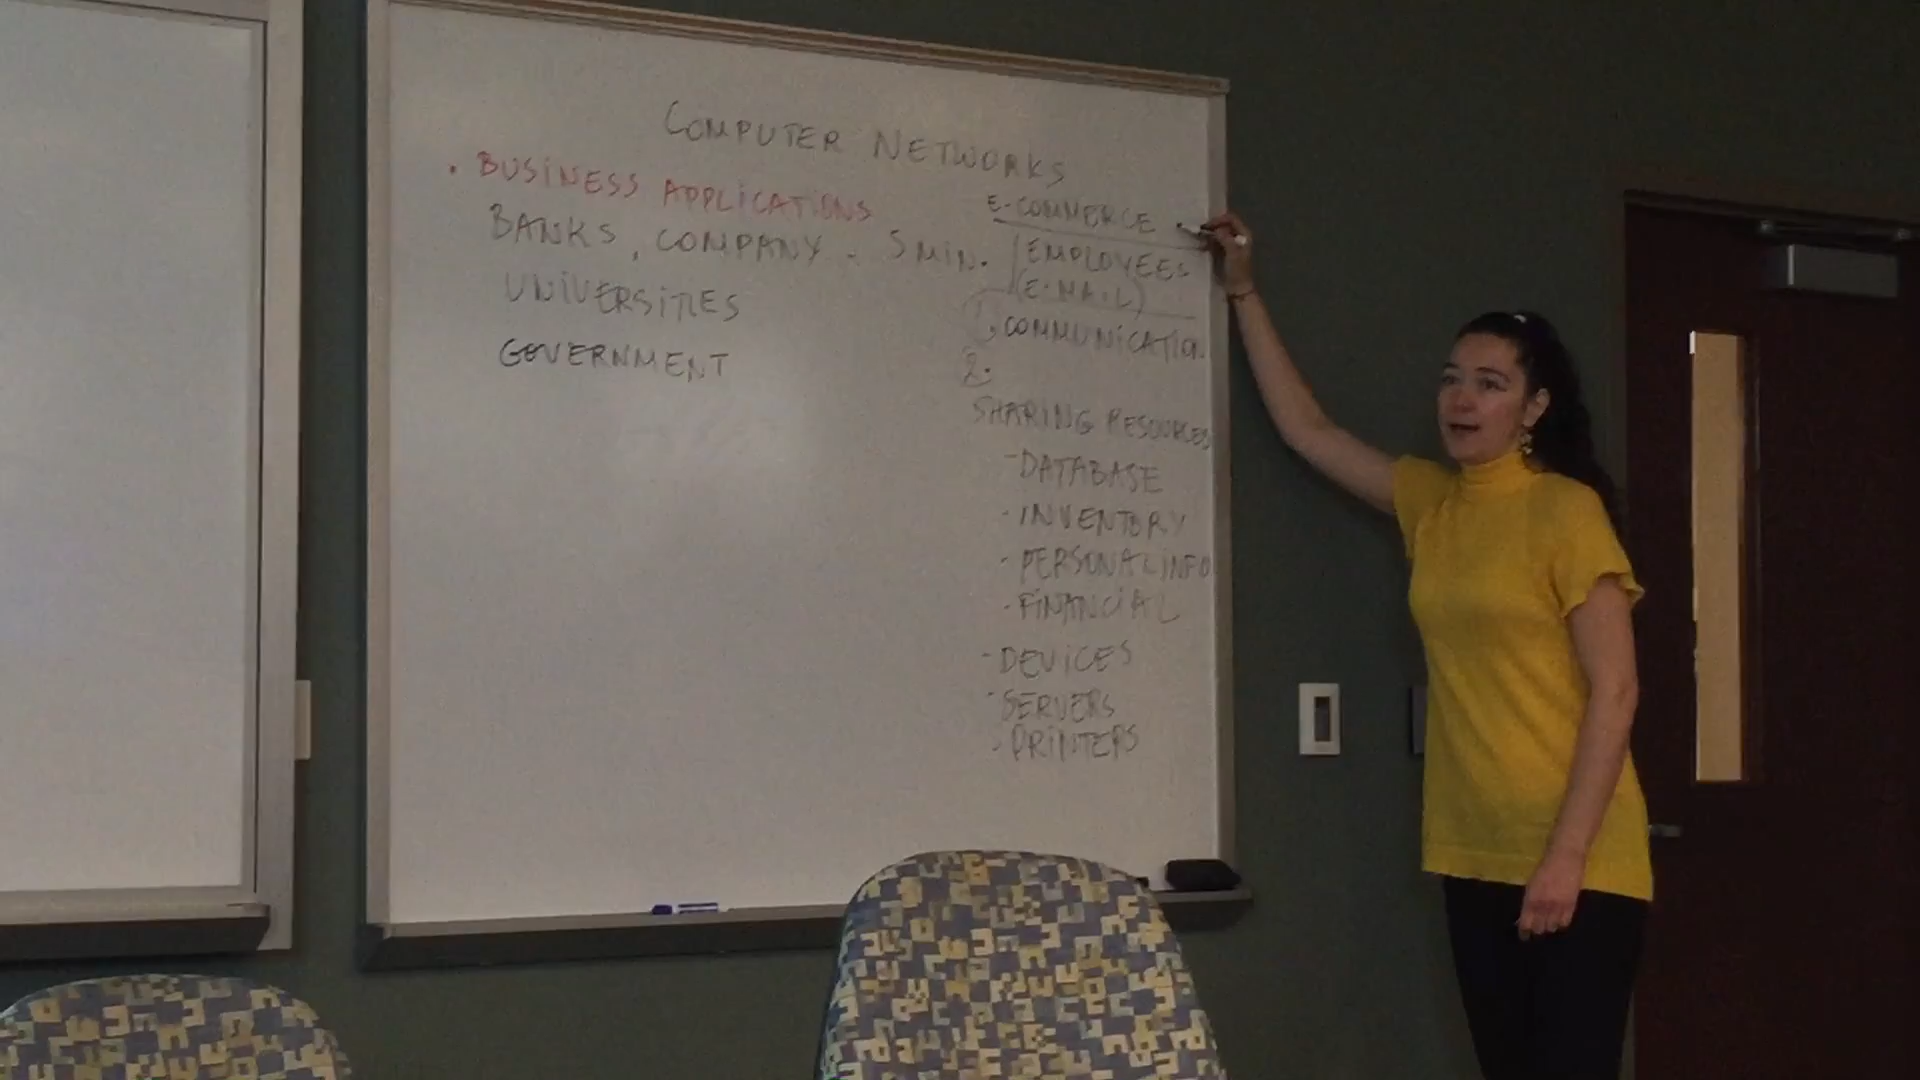 COMPUTER NETWORKS
. BUSINESS APPLICATIONS
BANKS, COMPANY. 5 MIN.
UNIVERSITIES
GOVERNMENT
E-COMMERCE
EMPLOYEES
(E-MAIL)
COMMUNICATION
2.
SHARING RESOURCES
- DATABASE
- INVENTORY
- PERSONAL INFO
- FINANCIAL
- DEVICES
- SERVERS
- PRINTERS